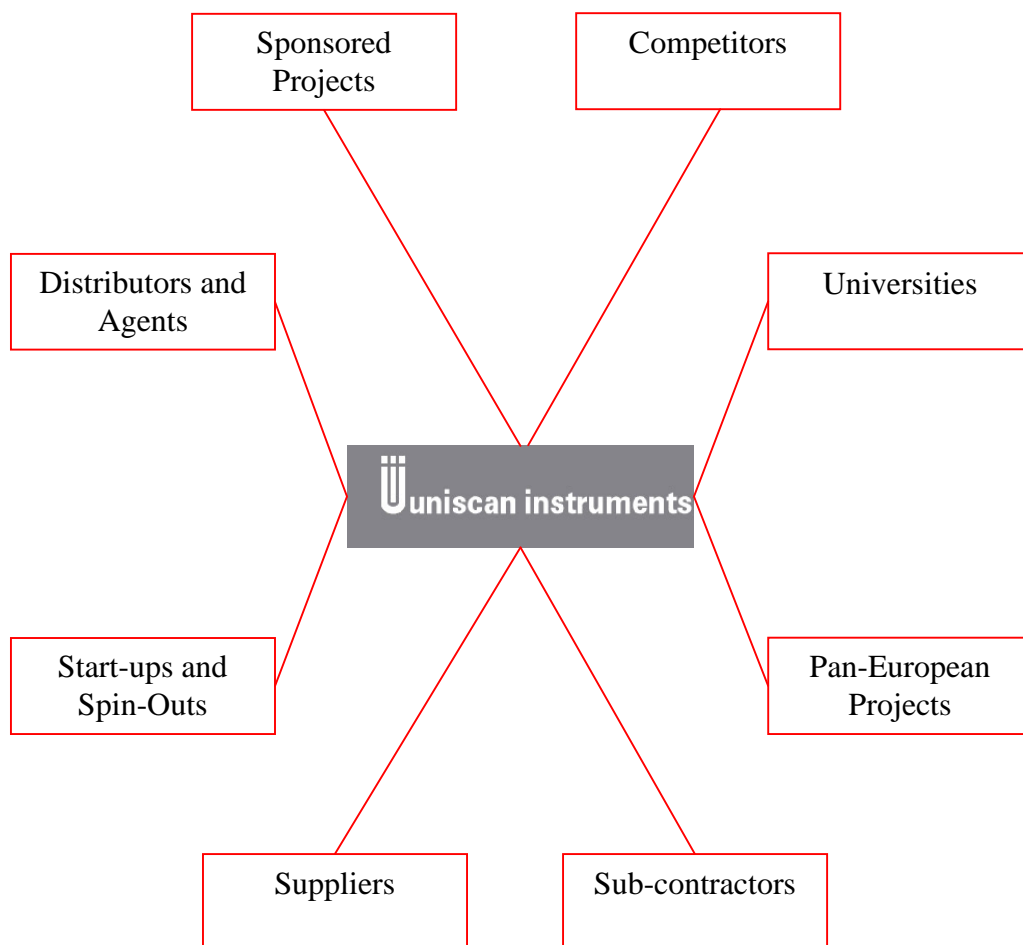 Sponsored
Projects
Competitors
Distributors and
Agents
Universities
uniscan instruments
Start-ups and
Spin-Outs
Pan-European
Projects
Suppliers
Sub-contractors